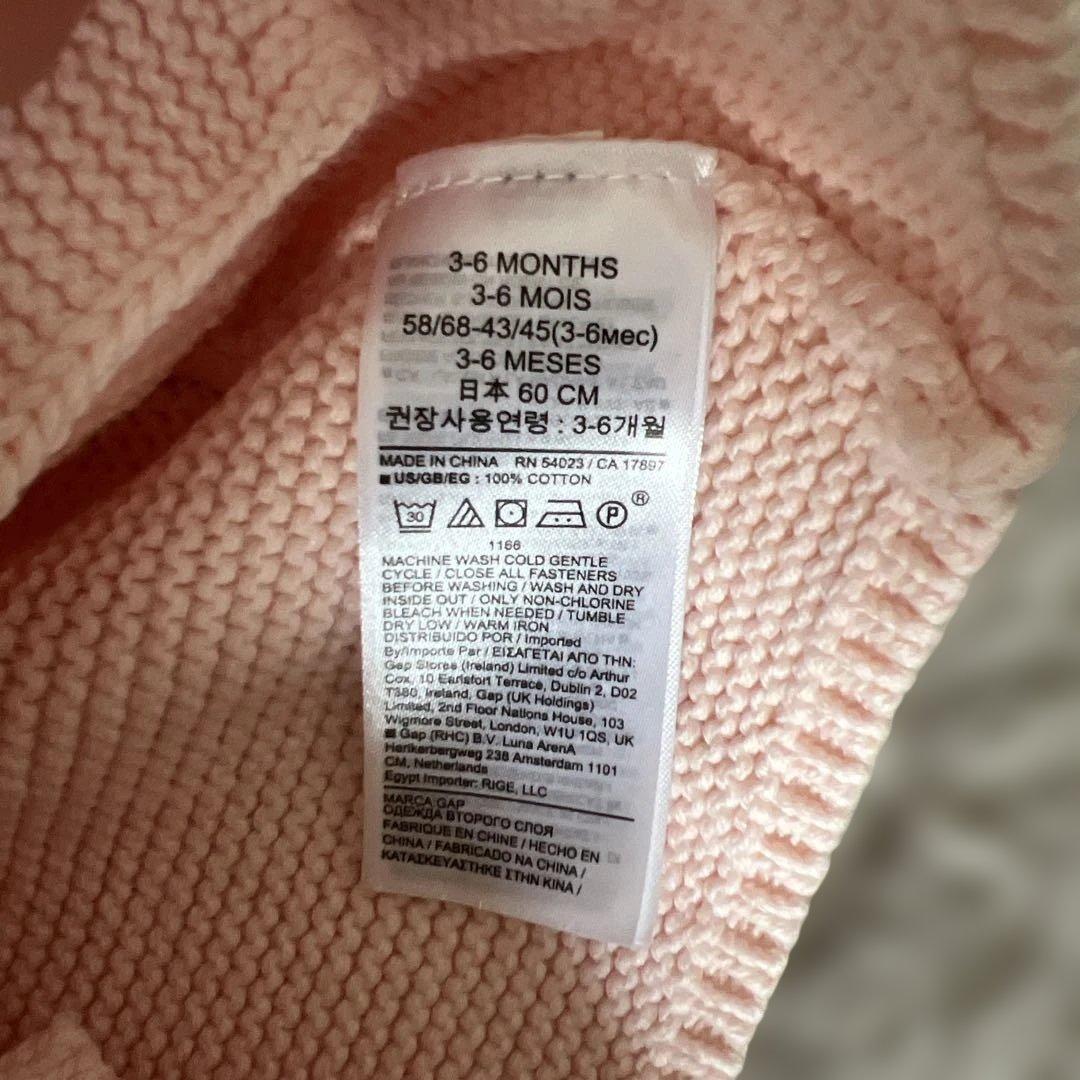 3-6 MONTHS
3-6 MOIS
58/68-43/45(3-6мес)
3-6 MESES
日本 60 CM
권장사용연령 : 3-6개월
MADE IN CHINA RN 54023 / CA 17897
■ US/GB/EG : 100% COTTON
30 P ®
1166
MACHINE WASH COLD GENTLE
CYCLE / CLOSE ALL FASTENERS
BEFORE WASHING / WASH AND DRY
INSIDE OUT / ONLY NON-CHLORINE
BLEACH WHEN NEEDED / TUMBLE
DRY LOW / WARM IRON
DISTRIBUIDO POR / Imported
By/Importe Par / ΕΙΣΑΓΕΤΑΙ ΑΠΟ ΤΗΝ:
Gap Stores (Ireland) Limited c/o Arthur
Cox, 10 Earlsfort Terrace, Dublin 2, D02
T380, Ireland, Gap (UK Holdings)
Limited, 2nd Floor Nations House, 103
Wigmore Street, London, W1U 1QS, UK
■ Gap (RHC) B.V. Luna ArenA
Herikerbergweg 238 Amsterdam 1101
CM, Netherlands
Egypt Importer: RIGE, LLC
MARCA GAP
ОДЕЖДА ВТОРОГО СЛОЯ
FABRIQUE EN CHINE / HECHO EN
CHINA / FABRICADO NA CHINA /
ΚΑΤΑΣΚΕΥΑΣΤΗΚΕ ΣΤΗΝ ΚΙΝΑ /